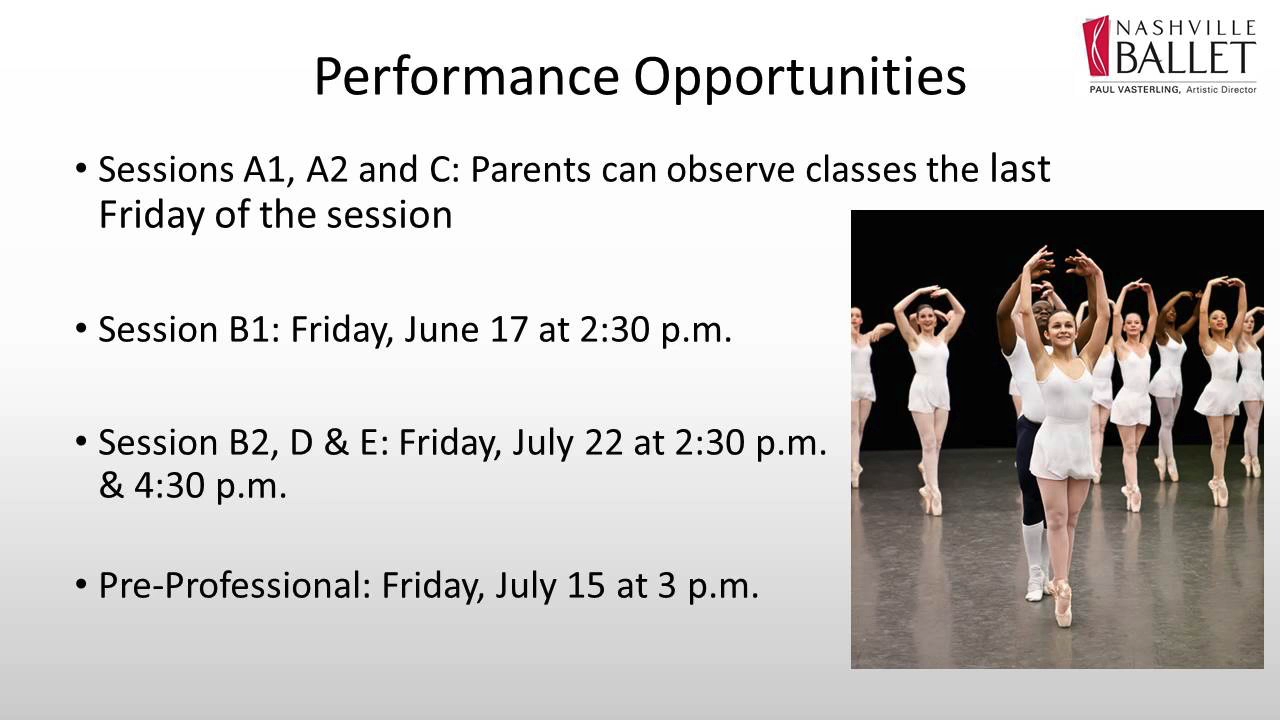 NASHVILLE
BALLET
PAUL VASTERLING, Artistic Director
Performance Opportunities
• Sessions A1, A2 and C: Parents can observe classes the last
Friday of the session
• Session B1: Friday, June 17 at 2:30 p.m.
• Session B2, D & E: Friday, July 22 at 2:30 p.m.
& 4:30 p.m.
• Pre-Professional: Friday, July 15 at 3 p.m.